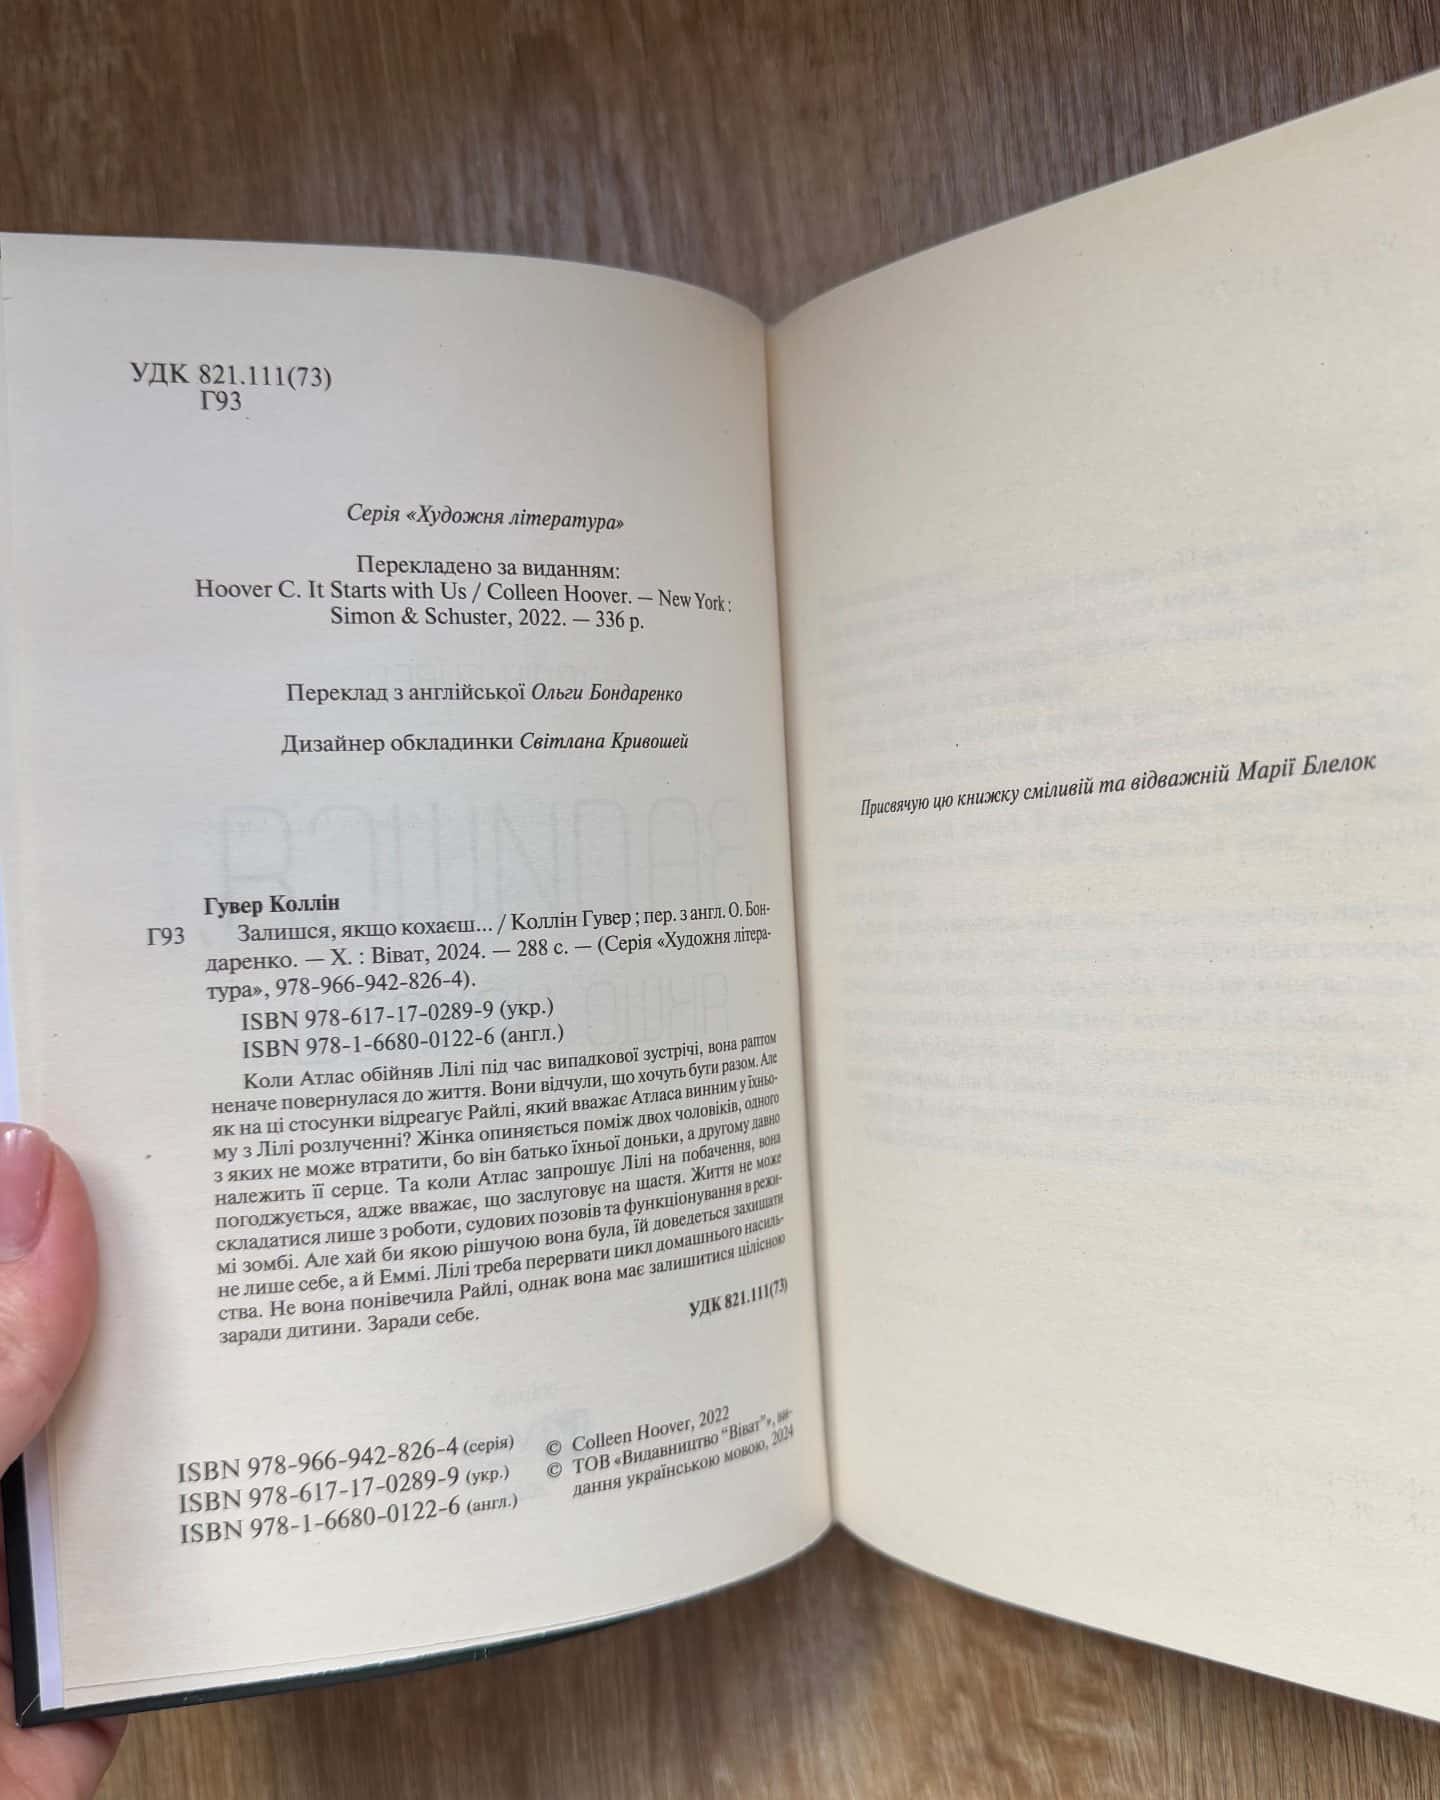 УДК 821.111(73)
Г93
Серія «Художня література»
Перекладено за виданням:
Hoover C. It Starts with Us / Colleen Hoover. — New York :
Simon & Schuster, 2022. — 336 p.
Переклад з англійської Ольги Бондаренко
Дизайнер обкладинки Світлана Кривошей
Гувер Коллін
Г93 Залишся, якщо кохаєш... / Коллін Гувер ; пер. з англ. О. Бон-
даренко. — Х. : Віват, 2024. — 288 с. — (Серія «Художня літера-
тура», 978-966-942-826-4).
ISBN 978-617-17-0289-9 (укр.)
ISBN 978-1-6680-0122-6 (англ.)
Коли Атлас обійняв Лілі під час випадкової зустрічі, вона раптом
неначе повернулася до життя. Вони відчули, що хочуть бути разом. Але
як на ці стосунки відреагує Райлі, який вважає Атласа винним у їхньо-
му з Лілі розлученні? Жінка опиняється поміж двох чоловіків, одного
з яких не може втратити, бо він батько їхньої доньки, а другому давно
належить її серце. Та коли Атлас запрошує Лілі на побачення, вона
погоджується, адже вважає, що заслуговує на щастя. Життя не може
складатися лише з роботи, судових позовів та функціонування в режи-
мі зомбі. Але хай би якою рішучою вона була, їй доведеться захищати
не лише себе, а й Еммі. Лілі треба перервати цикл домашнього насиль-
ства. Не вона понівечила Райлі, однак вона має залишитися цілісною
заради дитини. Заради себе.
УДК 821.111(73)
ISBN 978-966-942-826-4 (серія)
ISBN 978-617-17-0289-9 (укр.)
ISBN 978-1-6680-0122-6 (англ.)
© Colleen Hoover, 2022
© ТОВ «Видавництво “Віват”», ви-
дання українською мовою, 2024
Присвячую цю книжку сміливій та відважній Марії Блелок